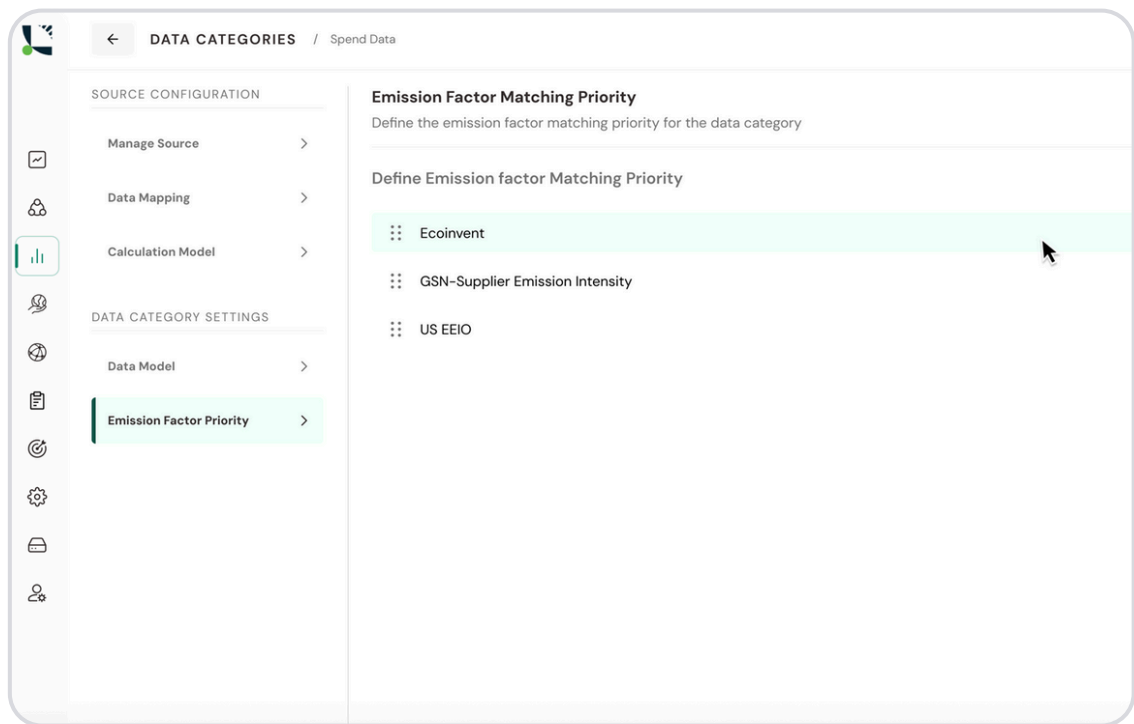 DATA CATEGORIES / Spend Data
SOURCE CONFIGURATION
Manage Source
Data Mapping
Calculation Model
DATA CATEGORY SETTINGS
Data Model
Emission Factor Priority
Emission Factor Matching Priority
Define the emission factor matching priority for the data category
Define Emission factor Matching Priority
Ecoinvent
GSN-Supplier Emission Intensity
US EEIO